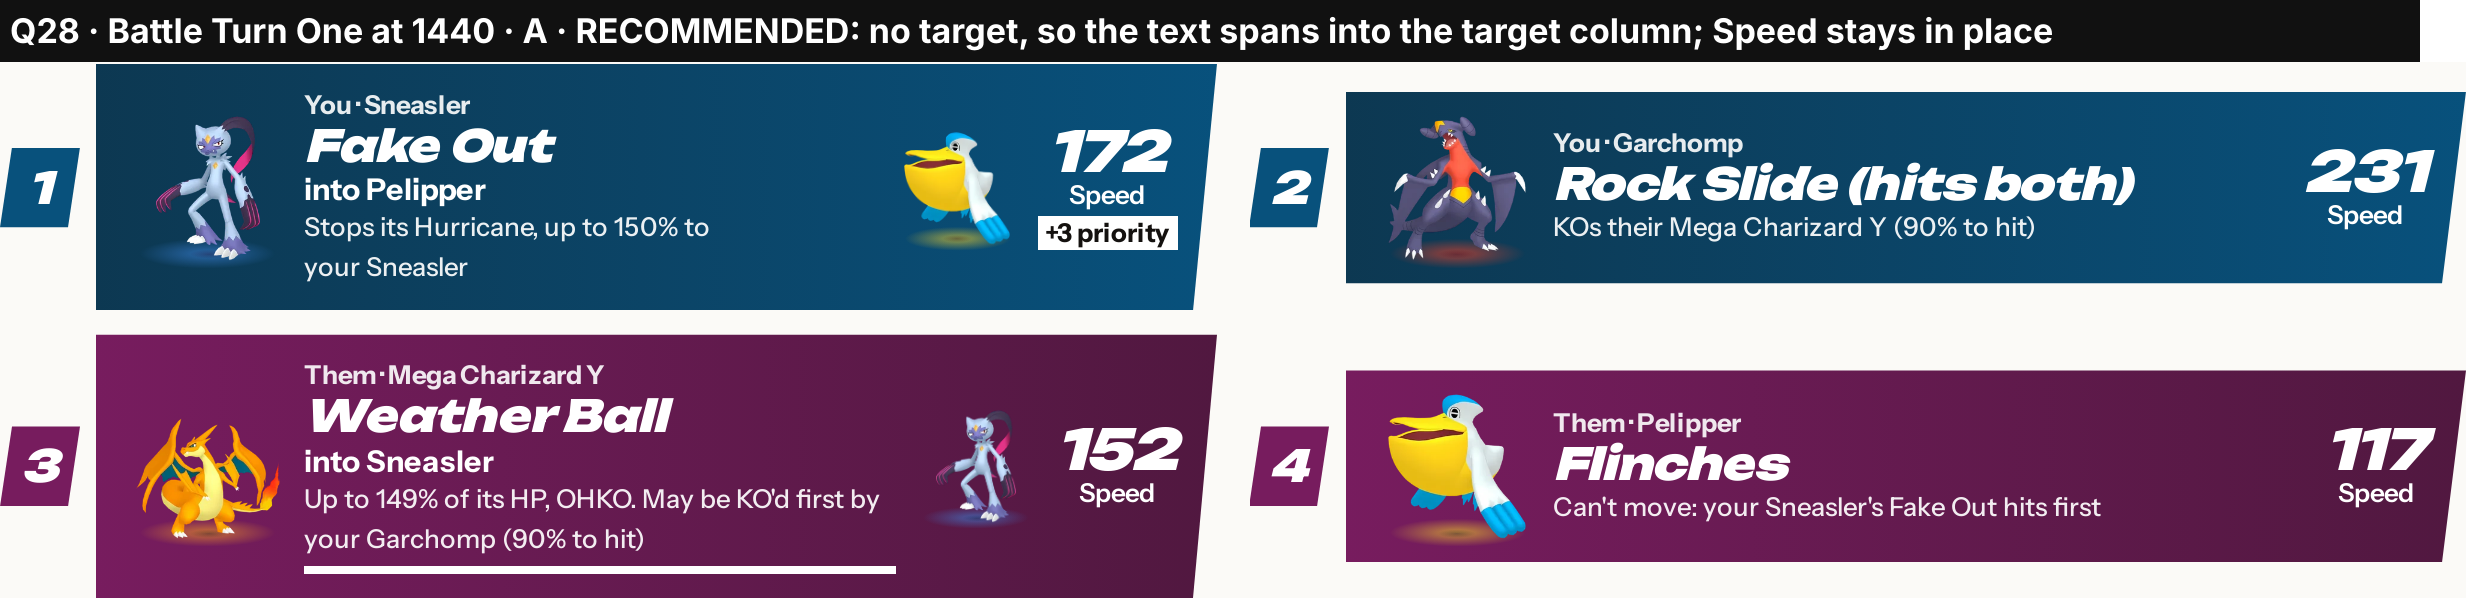 Q28 · Battle Turn One at 1440 · A · RECOMMENDED: no target, so the text spans into the target column; Speed stays in place
1
You · Sneasler
Fake Out
into Pelipper
Stops its Hurricane, up to 150% to
your Sneasler
172
Speed
+3 priority
2
You · Garchomp
Rock Slide (hits both)
KOs their Mega Charizard Y (90% to hit)
231
Speed
3
Them · Mega Charizard Y
Weather Ball
into Sneasler
Up to 149% of its HP, OHKO. May be KO'd first by
your Garchomp (90% to hit)
152
Speed
4
Them · Pelipper
Flinches
Can't move: your Sneasler's Fake Out hits first
117
Speed